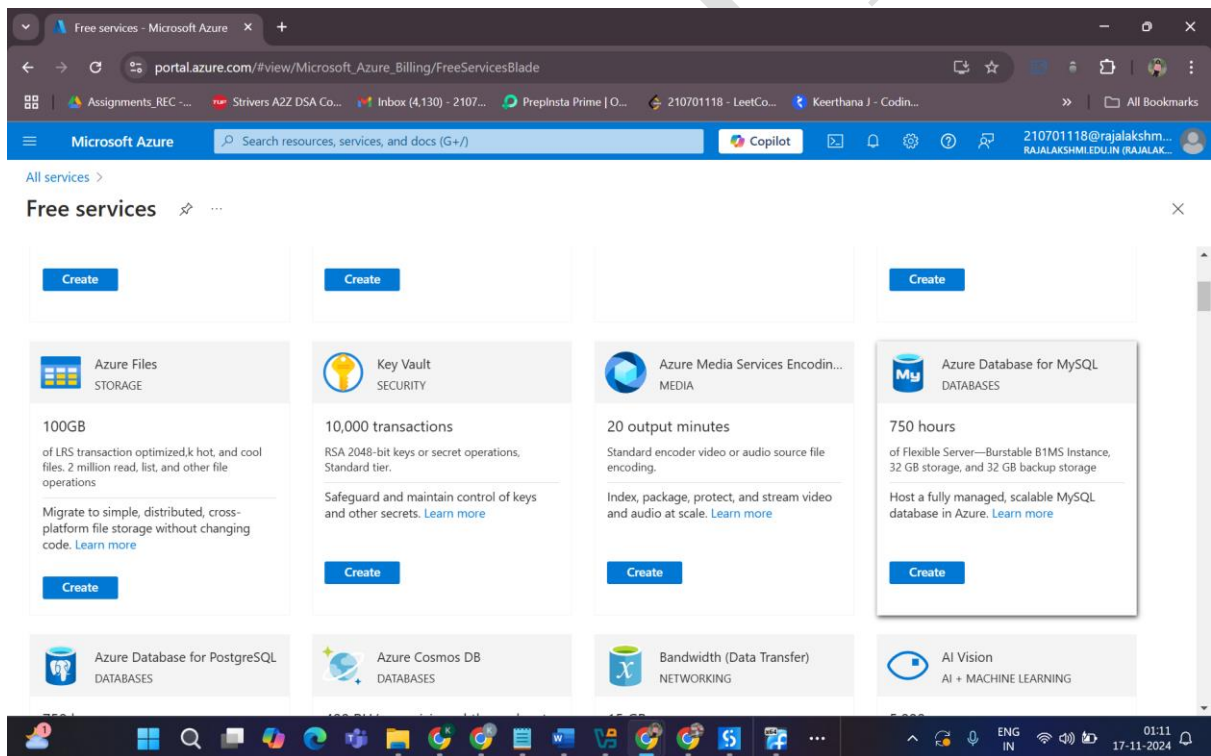 Free services - Microsoft Azure
portal.azure.com/#view/Microsoft_Azure_Billing/FreeServicesBlade
Assignments_REC -... Strivers A2Z DSA Co... Inbox (4,130) - 2107... PrepInsta Prime | O... 210701118 - LeetCo... Keerthana J - Codin... » All Bookmarks
Microsoft Azure Search resources, services, and docs (G+/) Copilot 210701118@rajalakshm...
RAJALAKSHMI.EDU.IN (RAJALAK...
All services >
Free services ...
Create Create Create
Azure Files
STORAGE
100GB
of LRS transaction optimized,k hot, and cool
files. 2 million read, list, and other file
operations
Migrate to simple, distributed, cross-
platform file storage without changing
code. Learn more
Create
Key Vault
SECURITY
10,000 transactions
RSA 2048-bit keys or secret operations,
Standard tier.
Safeguard and maintain control of keys
and other secrets. Learn more
Create
Azure Media Services Encodin...
MEDIA
20 output minutes
Standard encoder video or audio source file
encoding.
Index, package, protect, and stream video
and audio at scale. Learn more
Create
Azure Database for MySQL
DATABASES
My
750 hours
of Flexible Server—Burstable B1MS Instance,
32 GB storage, and 32 GB backup storage
Host a fully managed, scalable MySQL
database in Azure. Learn more
Create
Azure Database for PostgreSQL
DATABASES
Azure Cosmos DB
DATABASES
Bandwidth (Data Transfer)
NETWORKING
AI Vision
AI + MACHINE LEARNING
ENG
IN
01:11
17-11-2024